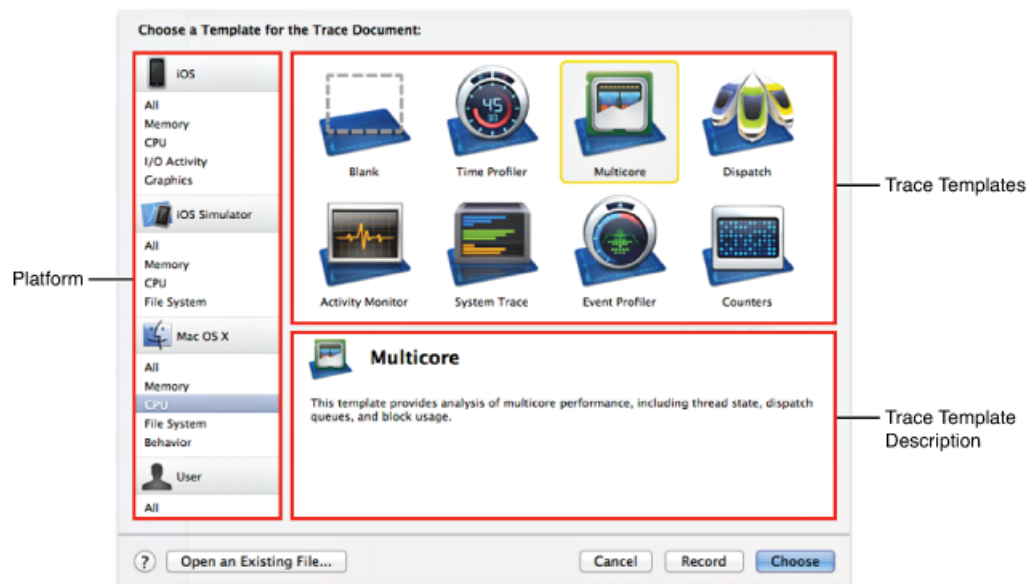 Choose a Template for the Trace Document:
Platform
iOS
All
Memory
CPU
I/O Activity
Graphics
iOS Simulator
All
Memory
CPU
File System
Mac OS X
All
Memory
CPU
File System
Behavior
User
All
45
Blank
Time Profiler
Multicore
Dispatch
Activity Monitor
System Trace
Event Profiler
Counters
Trace Templates
Multicore
This template provides analysis of multicore performance, including thread state, dispatch
queues, and block usage.
Trace Template
Description
?
Open an Existing File...
Cancel
Record
Choose